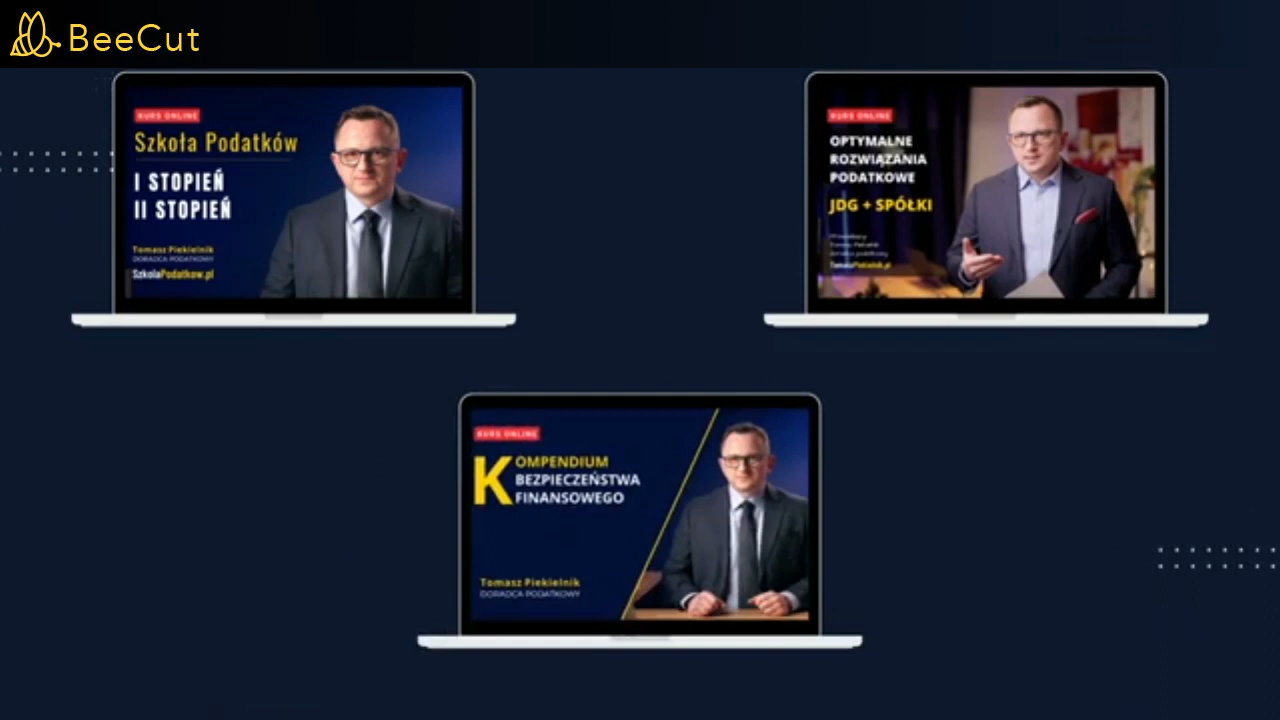 BeeCut
KURS ONLINE
Szkoła Podatków
I STOPIEŃ
II STOPIEŃ
Tomasz Piekielnik
DORADCA PODATKOWY
SzkolaPodatkow.pl
KURS ONLINE
OPTYMALNE
ROZWIĄZANIA
PODATKOWE
JDG + SPÓŁKI
KURS ONLINE
KOMPENDIUM
BEZPIECZEŃSTWA
FINANSOWEGO
Tomasz Piekielnik
DORADCA PODATKOWY